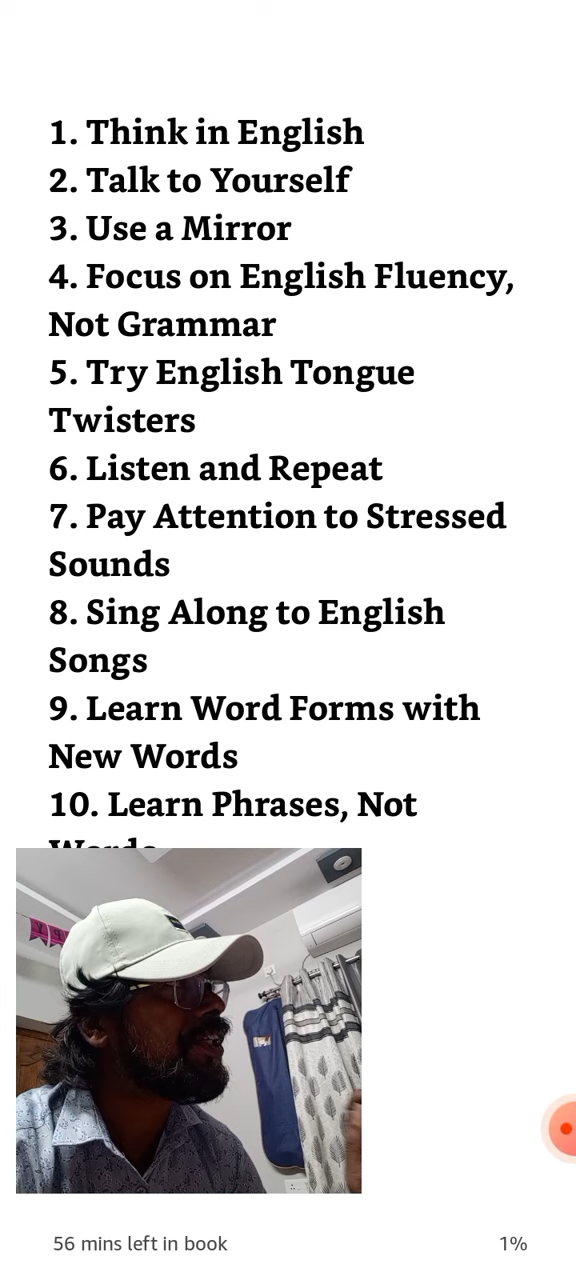 1. Think in English
2. Talk to Yourself
3. Use a Mirror
4. Focus on English Fluency,
Not Grammar
5. Try English Tongue
Twisters
6. Listen and Repeat
7. Pay Attention to Stressed
Sounds
8. Sing Along to English
Songs
9. Learn Word Forms with
New Words
10. Learn Phrases, Not
Words
56 mins left in book 1%